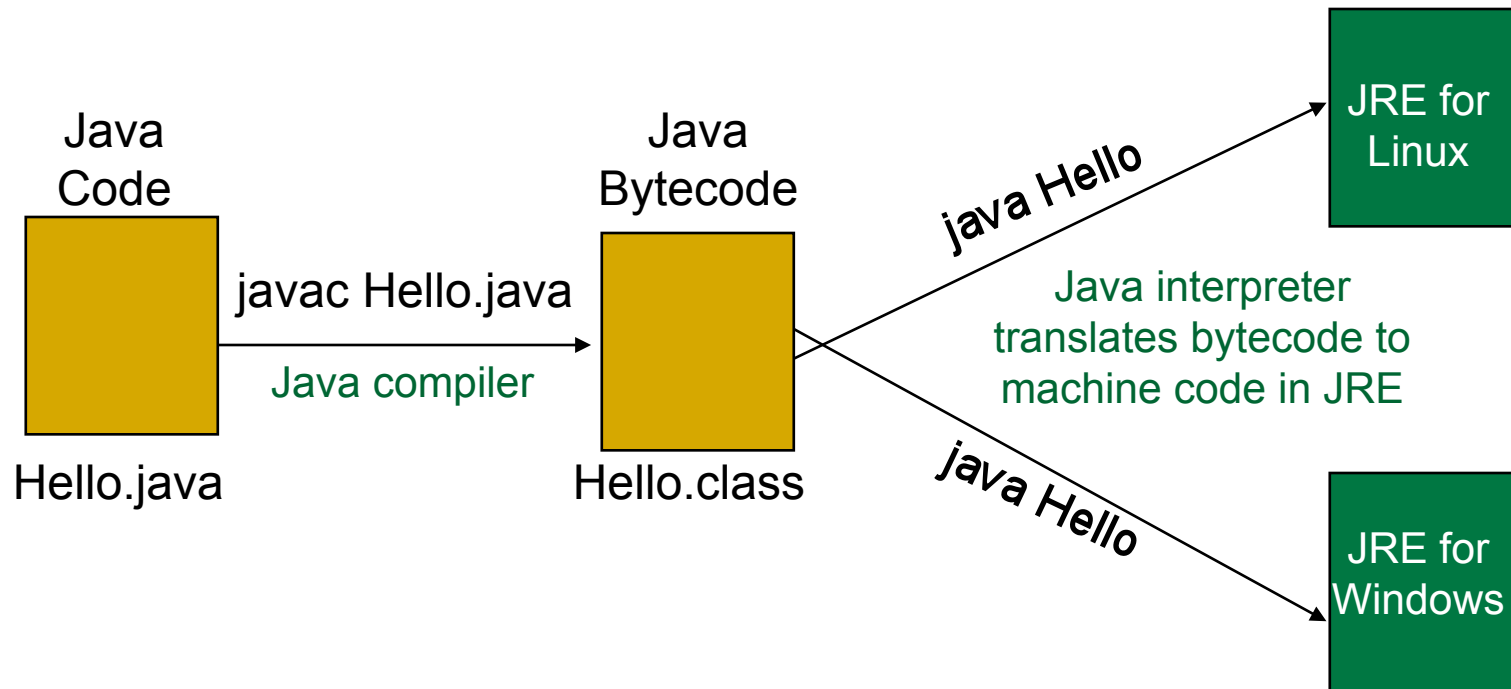 Java
Code
Hello.java
javac Hello.java
Java compiler
Java
Bytecode
Hello.class
java Hello
Java interpreter
translates bytecode to
machine code in JRE
java Hello
JRE for
Linux
JRE for
Windows